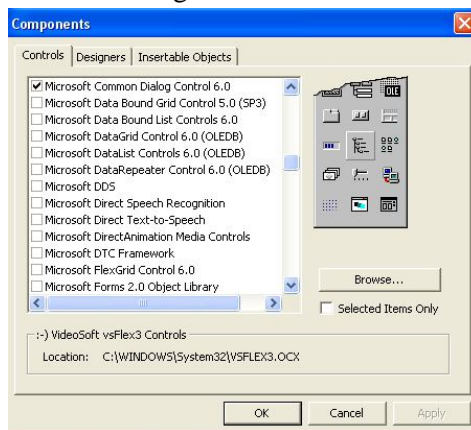 Components
Controls Designers Insertable Objects
Microsoft Common Dialog Control 6.0
Microsoft Data Bound Grid Control 5.0 (SP3)
Microsoft Data Bound List Controls 6.0
Microsoft DataGrid Control 6.0 (OLEDB)
Microsoft DataList Controls 6.0 (OLEDB)
Microsoft DataRepeater Control 6.0 (OLEDB)
Microsoft DDS
Microsoft Direct Speech Recognition
Microsoft Direct Text-to-Speech
Microsoft DirectAnimation Media Controls
Microsoft DTC Framework
Microsoft FlexGrid Control 6.0
Microsoft Forms 2.0 Object Library
OLE
Browse...
Selected Items Only
:-) VideoSoft vsFlex3 Controls
Location: C:\WINDOWS\System32\VSFLEX3.OCX
OK Cancel Apply